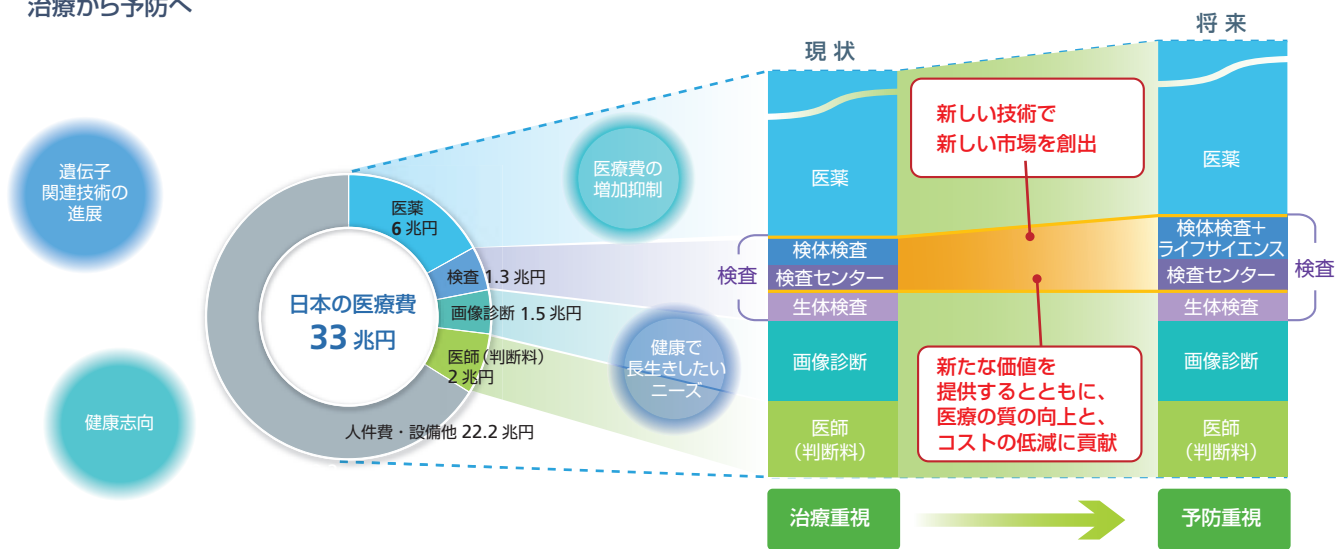 治療から予防へ
遺伝子
関連技術の
進展
健康志向
日本の医療費
33 兆円
医薬
6 兆円
検査 1.3 兆円
画像診断 1.5 兆円
医師(判断料)
2 兆円
人件費・設備他 22.2 兆円
医療費の
増加抑制
健康で
長生きしたい
ニーズ
現 状
医薬
検査
検体検査
検査センター
生体検査
画像診断
医師
(判断料)
治療重視
新しい技術で
新しい市場を創出
新たな価値を
提供するとともに、
医療の質の向上と、
コストの低減に貢献
将 来
医薬
検体検査+
ライフサイエンス
検査センター
検査
生体検査
画像診断
医師
(判断料)
予防重視